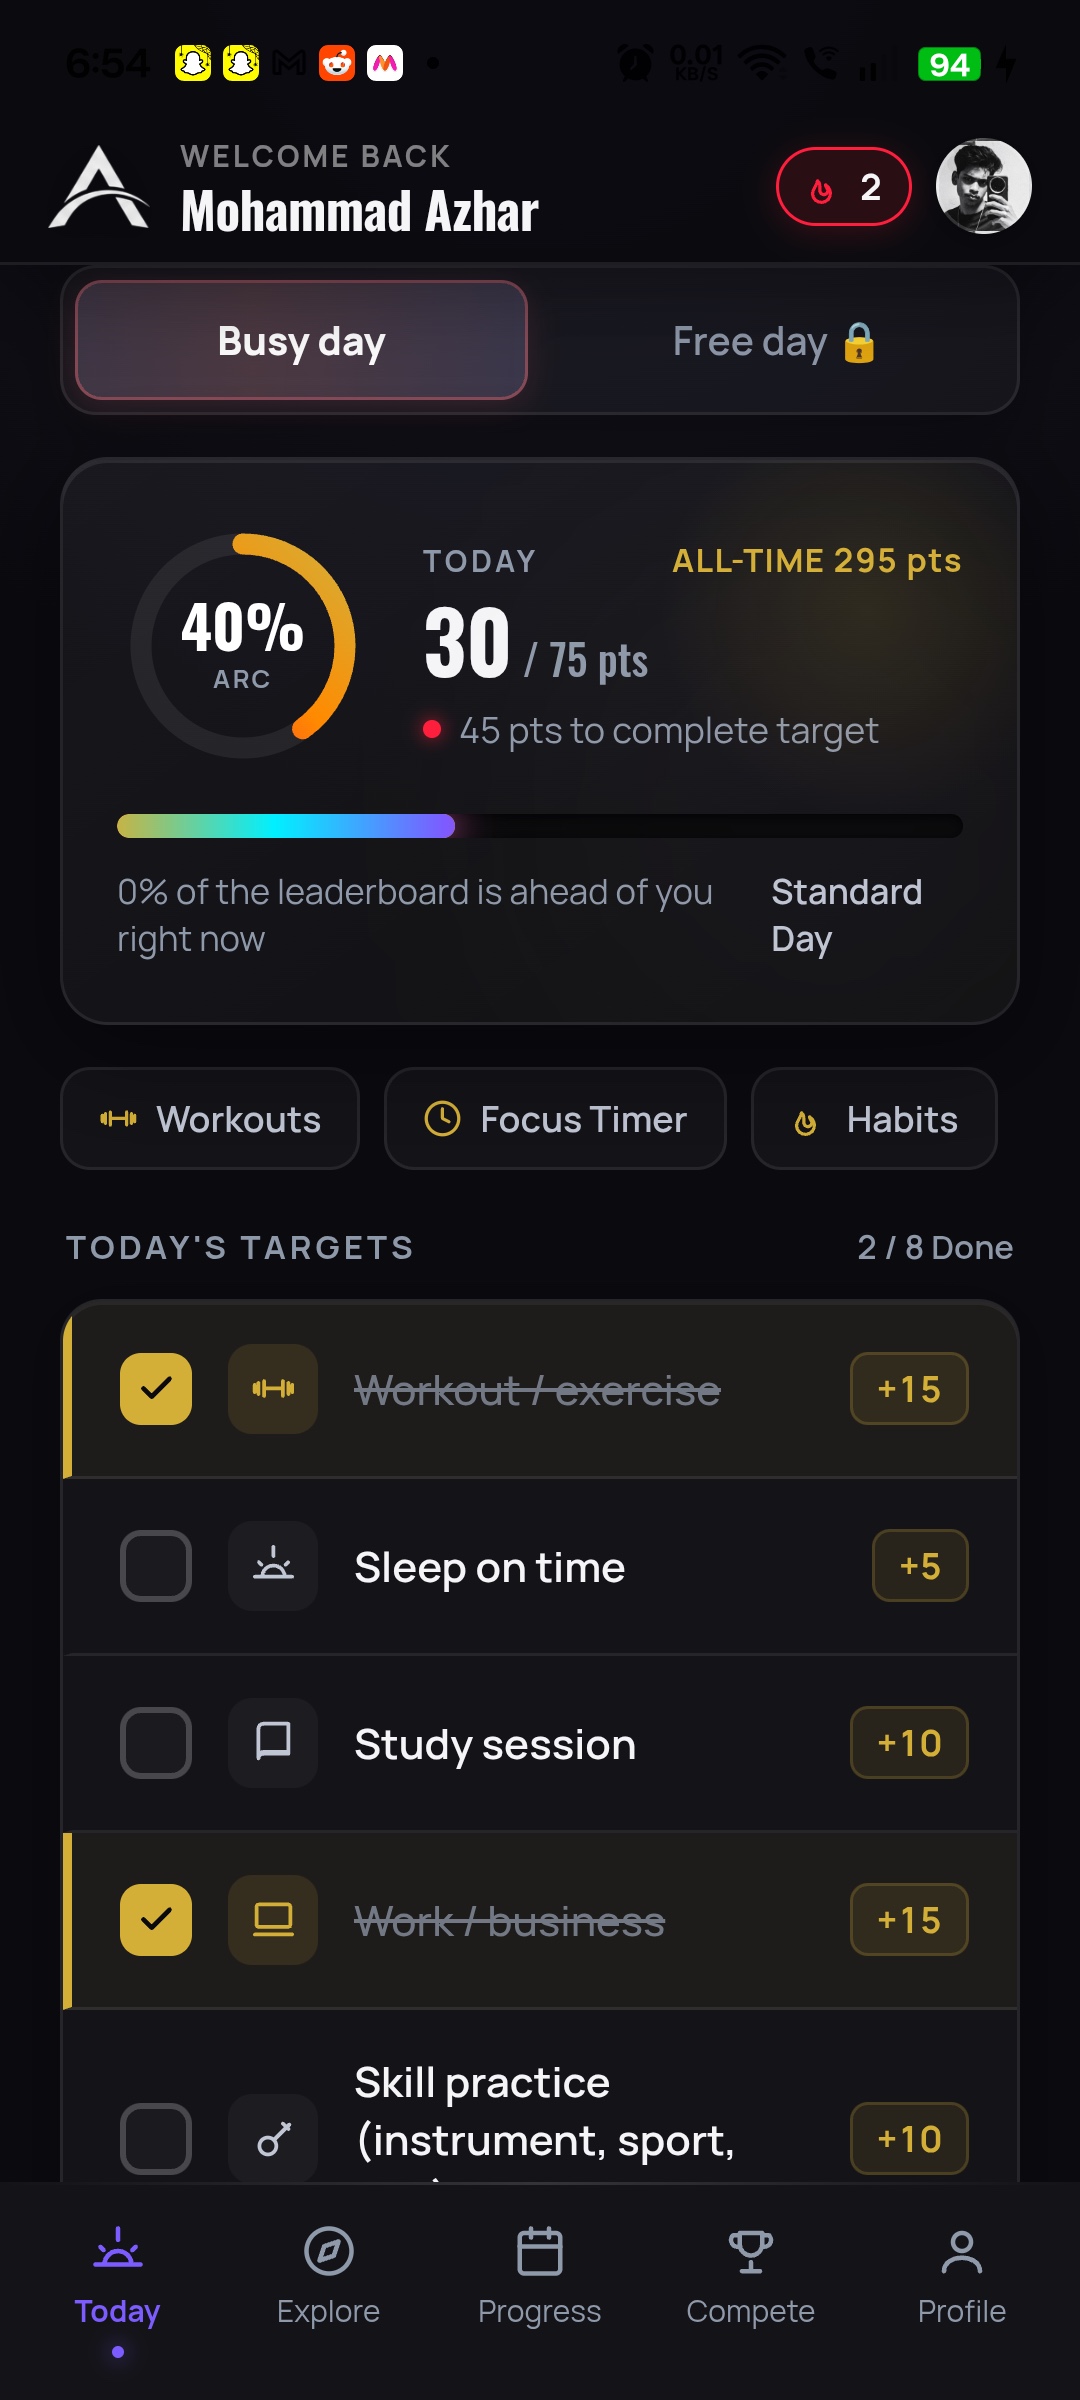 6:54
0.01
KB/S
94
WELCOME BACK
Mohammad Azhar
2
Busy day
Free day
40%
ARC
TODAY
ALL-TIME 295 pts
30 / 75 pts
45 pts to complete target
0% of the leaderboard is ahead of you
right now
Standard
Day
Workouts
Focus Timer
Habits
TODAY'S TARGETS
2 / 8 Done
Workout / exercise
+15
Sleep on time
+5
Study session
+10
Work / business
+15
Skill practice
(instrument, sport,
+10
Today
Explore
Progress
Compete
Profile